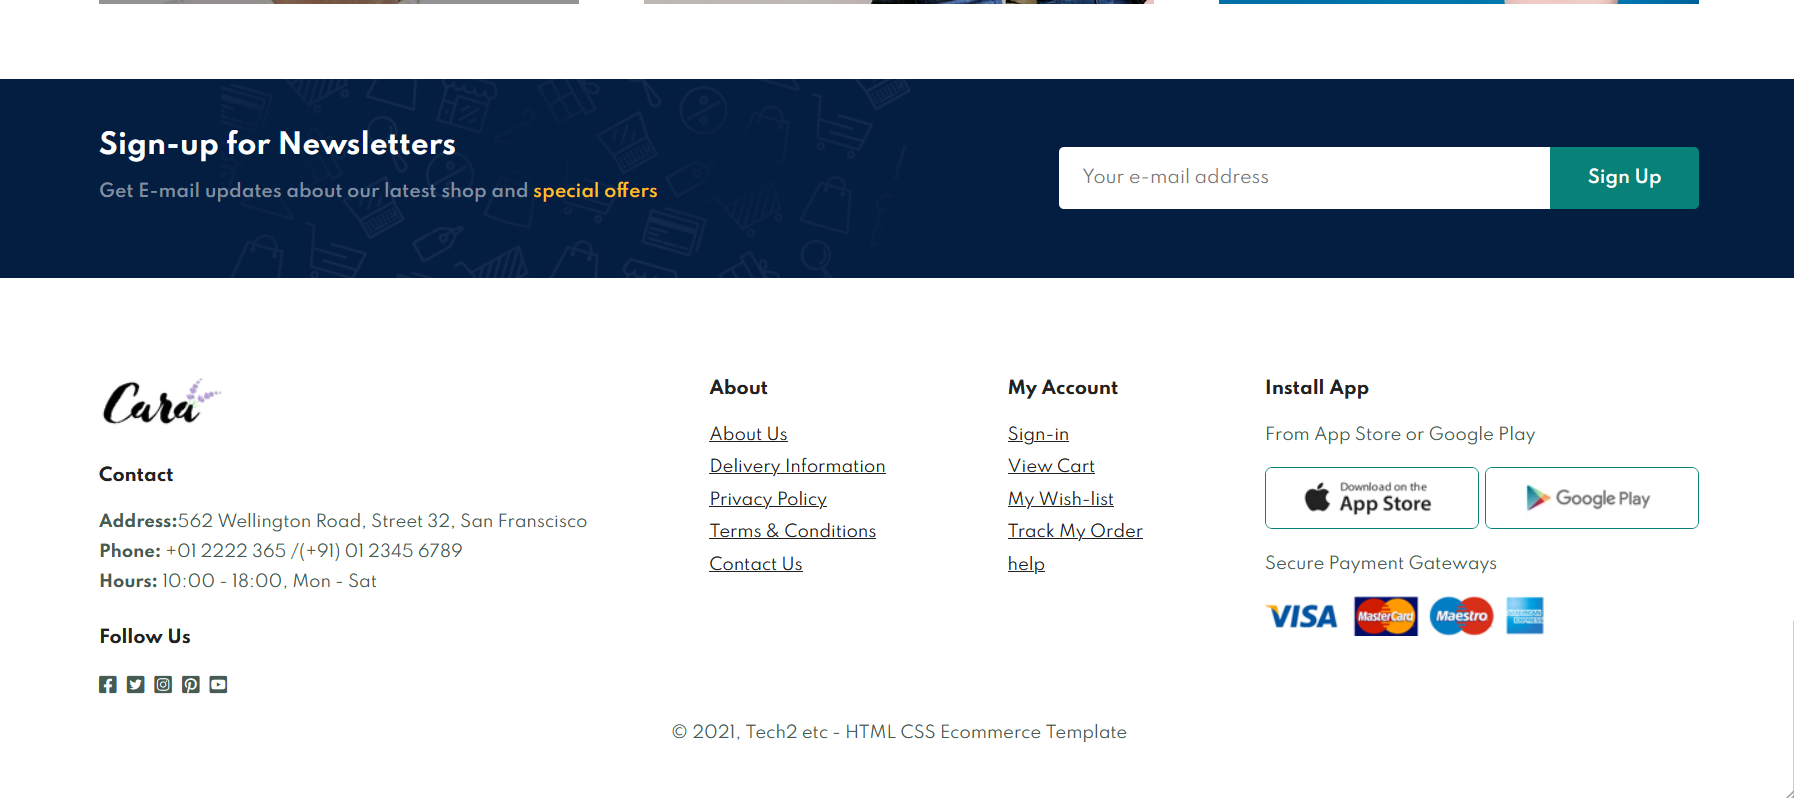 Sign-up for Newsletters
Get E-mail updates about our latest shop and special offers
Your e-mail address
Sign Up
Cara
Contact
Address:562 Wellington Road, Street 32, San Franscisco
Phone: +01 2222 365 /(+91) 01 2345 6789
Hours: 10:00 - 18:00, Mon - Sat
Follow Us
About
About Us
Delivery Information
Privacy Policy
Terms & Conditions
Contact Us
My Account
Sign-in
View Cart
My Wish-list
Track My Order
help
Install App
From App Store or Google Play
Download on the
App Store
Google Play
Secure Payment Gateways
VISA
MasterCard
Maestro
AMERICAN
EXPRESS
© 2021, Tech2 etc - HTML CSS Ecommerce Template